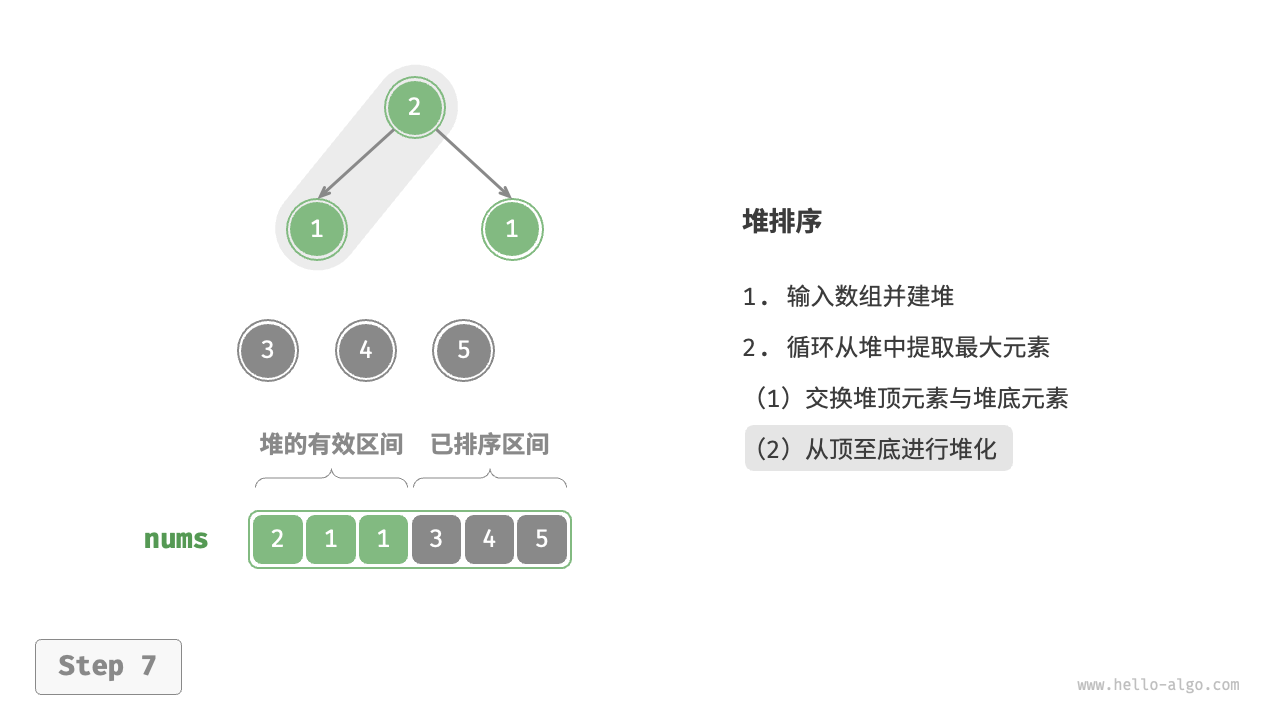 2
1 1
3 4 5
堆的有效区间 已排序区间
nums 2 1 1 3 4 5
堆排序
1. 输入数组并建堆
2. 循环从堆中提取最大元素
（1）交换堆顶元素与堆底元素
（2）从顶至底进行堆化
Step 7
www.hello-algo.com